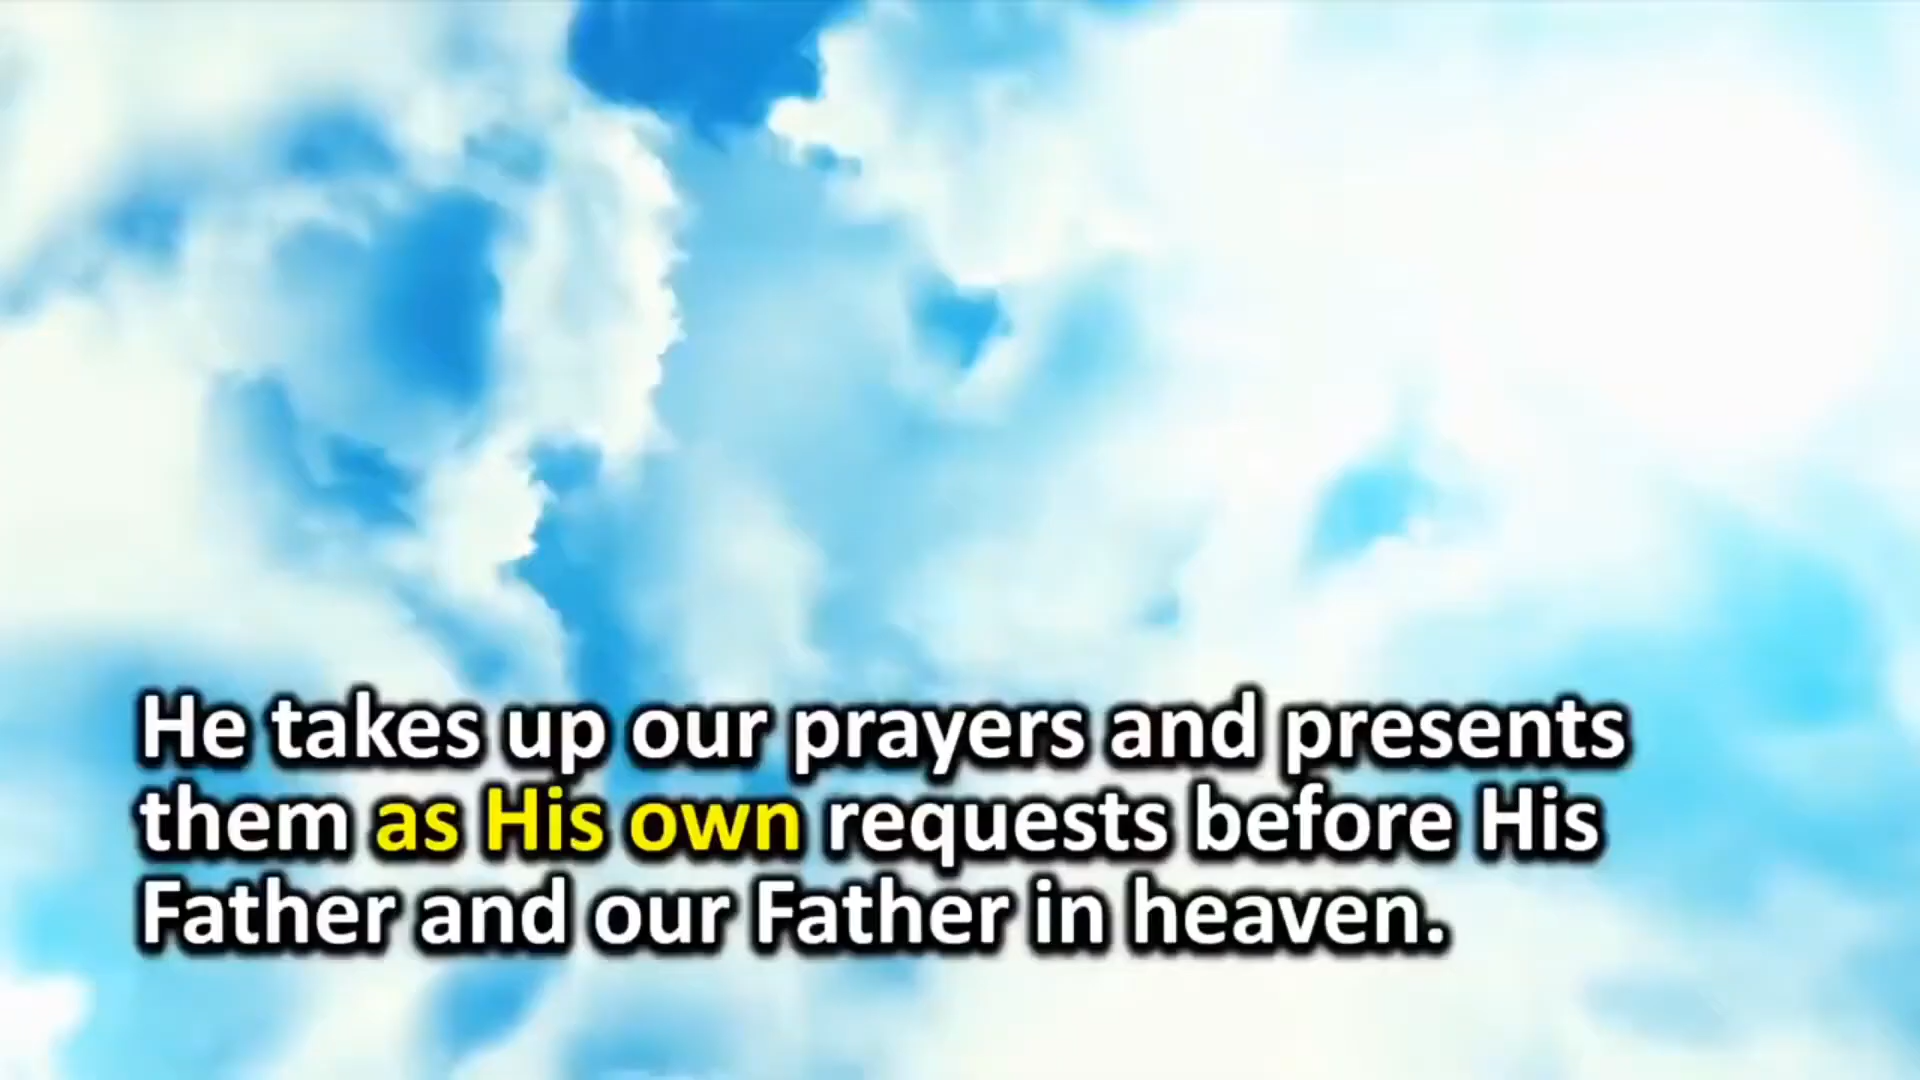 He takes up our prayers and presents
them as His own requests before His
Father and our Father in heaven.